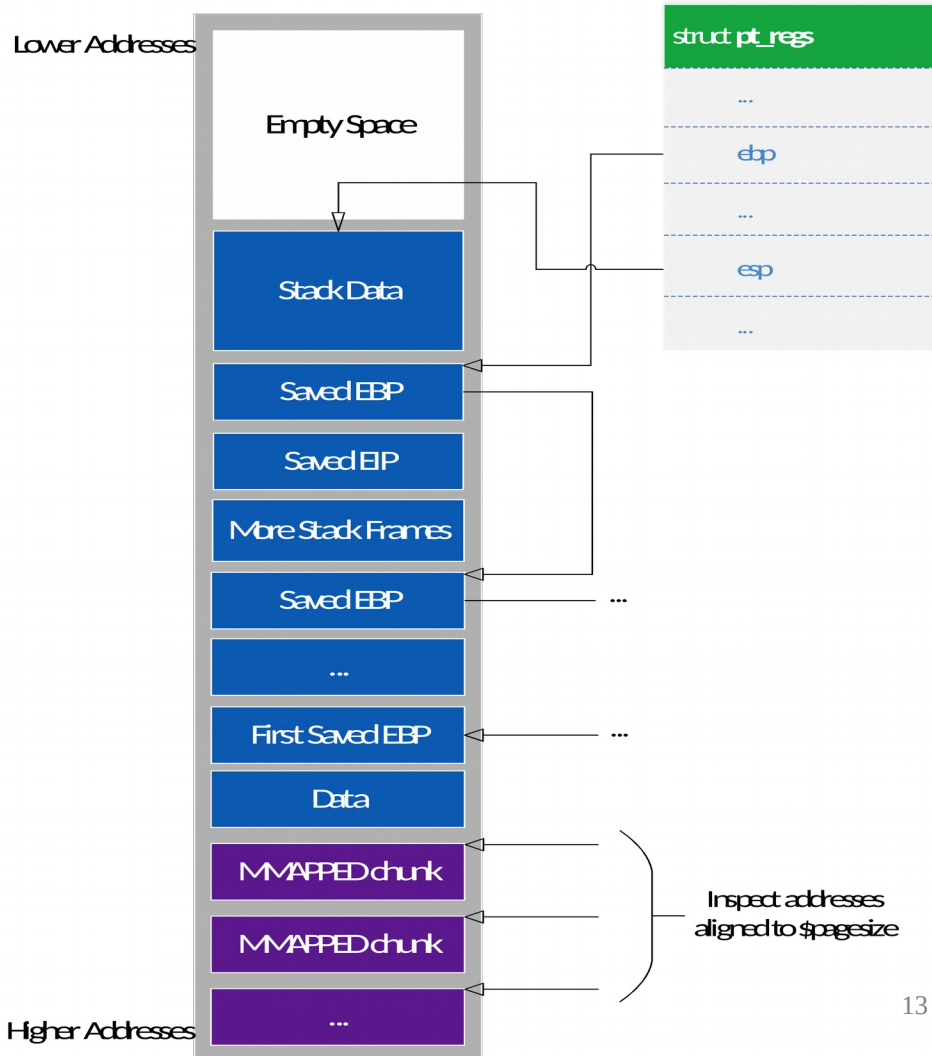 Lower Addresses
Empty Space
struct pt_regs
...
ebp
...
esp
...
Stack Data
Saved EBP
Saved EIP
More Stack Frames
Saved EBP
...
...
First Saved EBP
...
Data
MMAPPED chunk
MMAPPED chunk
...
Inspect addresses
aligned to $pagesize
Higher Addresses
13